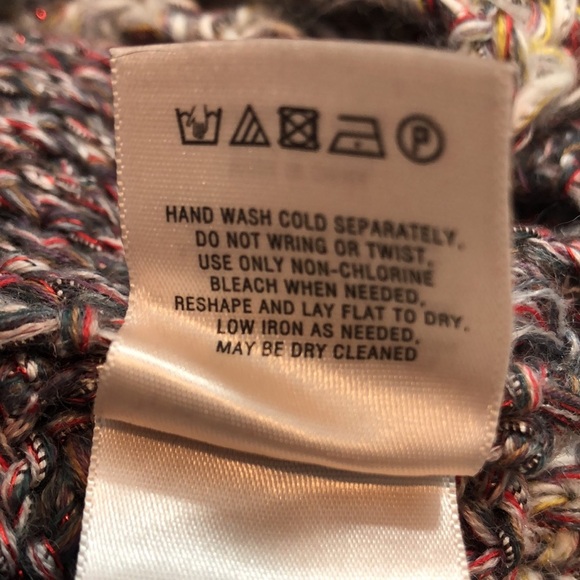 P
HAND WASH COLD SEPARATELY.
DO NOT WRING OR TWIST.
USE ONLY NON-CHLORINE
BLEACH WHEN NEEDED.
RESHAPE AND LAY FLAT TO DRY.
LOW IRON AS NEEDED.
MAY BE DRY CLEANED